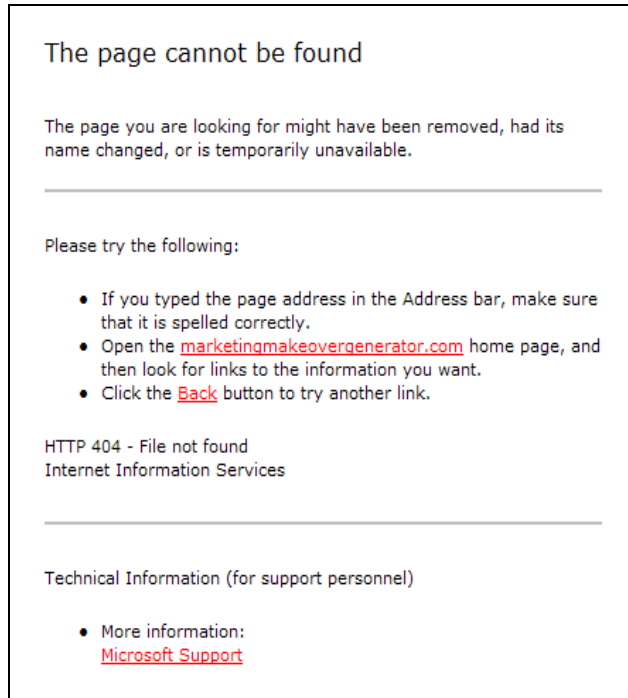 The page cannot be found
The page you are looking for might have been removed, had its
name changed, or is temporarily unavailable.
Please try the following:
● If you typed the page address in the Address bar, make sure
that it is spelled correctly.
● Open the marketingmakeovergenerator.com home page, and
then look for links to the information you want.
● Click the Back button to try another link.
HTTP 404 - File not found
Internet Information Services
Technical Information (for support personnel)
● More information:
Microsoft Support